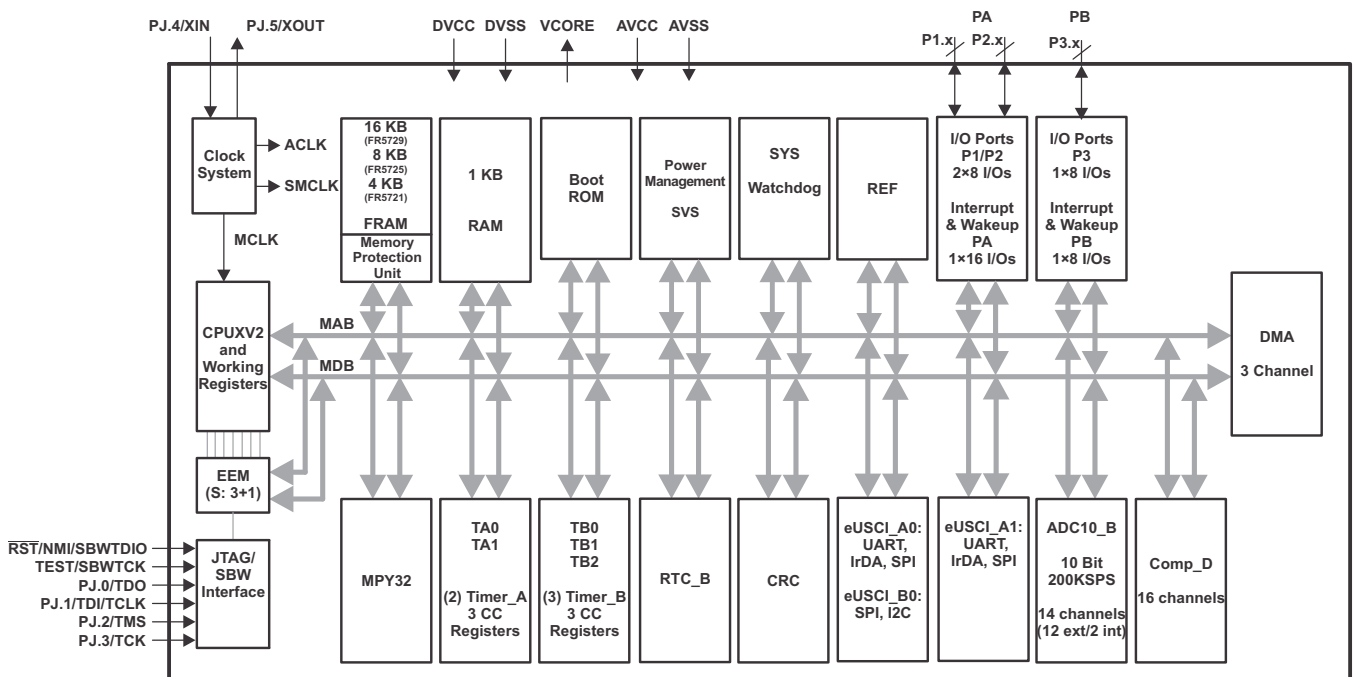 PJ.4/XIN
PJ.5/XOUT
DVCC
DVSS
VCORE
AVCC
AVSS
PA
P1.x
P2.x
PB
P3.x
Clock
System
ACLK
SMCLK
MCLK
16 KB
(FR5729)
8 KB
(FR5725)
4 KB
(FR5721)
FRAM
Memory
Protection
Unit
1 KB
RAM
Boot
ROM
Power
Management
SVS
SYS
Watchdog
REF
I/O Ports
P1/P2
2×8 I/Os
Interrupt
& Wakeup
PA
1×16 I/Os
I/O Ports
P3
1×8 I/Os
Interrupt
& Wakeup
PB
1×8 I/Os
CPUXV2
and
Working
Registers
MAB
MDB
DMA
3 Channel
EEM
(S: 3+1)
RST/NMI/SBWTDIO
TEST/SBWTCK
PJ.0/TDO
PJ.1/TDI/TCLK
PJ.2/TMS
PJ.3/TCK
JTAG/
SBW
Interface
MPY32
TA0
TA1
(2) Timer_A
3 CC
Registers
TB0
TB1
TB2
(3) Timer_B
3 CC
Registers
RTC_B
CRC
eUSCI_A0:
UART,
IrDA, SPI
eUSCI_B0:
SPI, I2C
eUSCI_A1:
UART,
IrDA, SPI
ADC10_B
10 Bit
200KSPS
14 channels
(12 ext/2 int)
Comp_D
16 channels